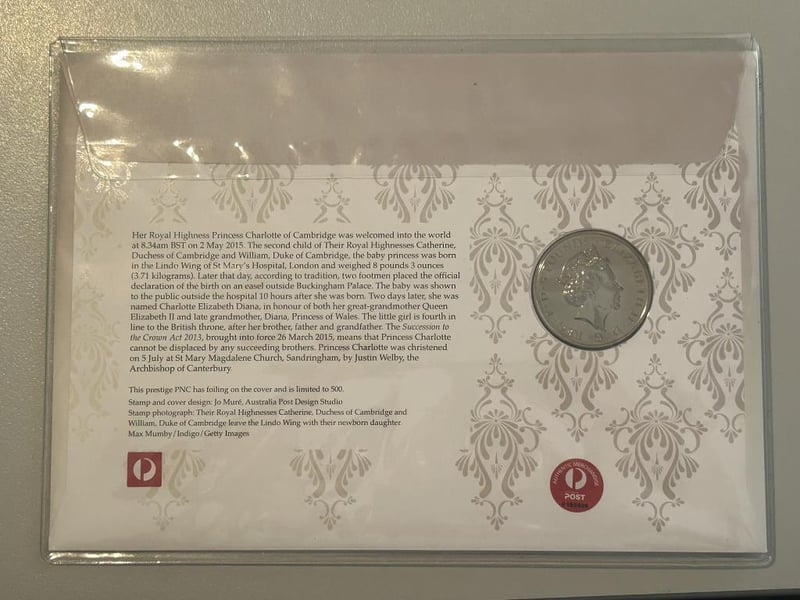 Her Royal Highness Princess Charlotte of Cambridge was welcomed into the world
at 8.34am BST on 2 May 2015. The second child of Their Royal Highnesses Catherine,
Duchess of Cambridge and William, Duke of Cambridge, the baby princess was born
in the Lindo Wing of St Mary's Hospital, London and weighed 8 pounds 3 ounces
(3.71 kilograms). Later that day, according to tradition, two footmen placed the official
declaration of the birth on an easel outside Buckingham Palace. The baby was shown
to the public outside the hospital 10 hours after she was born. Two days later, she was
named Charlotte Elizabeth Diana, in honour of both her great-grandmother Queen
Elizabeth II and late grandmother, Diana, Princess of Wales. The little girl is fourth in
line to the British throne, after her brother, father and grandfather. The Succession to
the Crown Act 2013, brought into force 26 March 2015, means that Princess Charlotte
cannot be displaced by any succeeding brothers. Princess Charlotte was christened
on 5 July at St Mary Magdalene Church, Sandringham, by Justin Welby, the
Archbishop of Canterbury.
This prestige PNC has foiling on the cover and is limited to 500.
Stamp and cover design: Jo Muré, Australia Post Design Studio
Stamp photograph: Their Royal Highnesses Catherine, Duchess of Cambridge and
William, Duke of Cambridge leave the Lindo Wing with their newborn daughter.
Max Mumby/Indigo/Getty Images
AUTHENTIC MERCHANDISE
POST